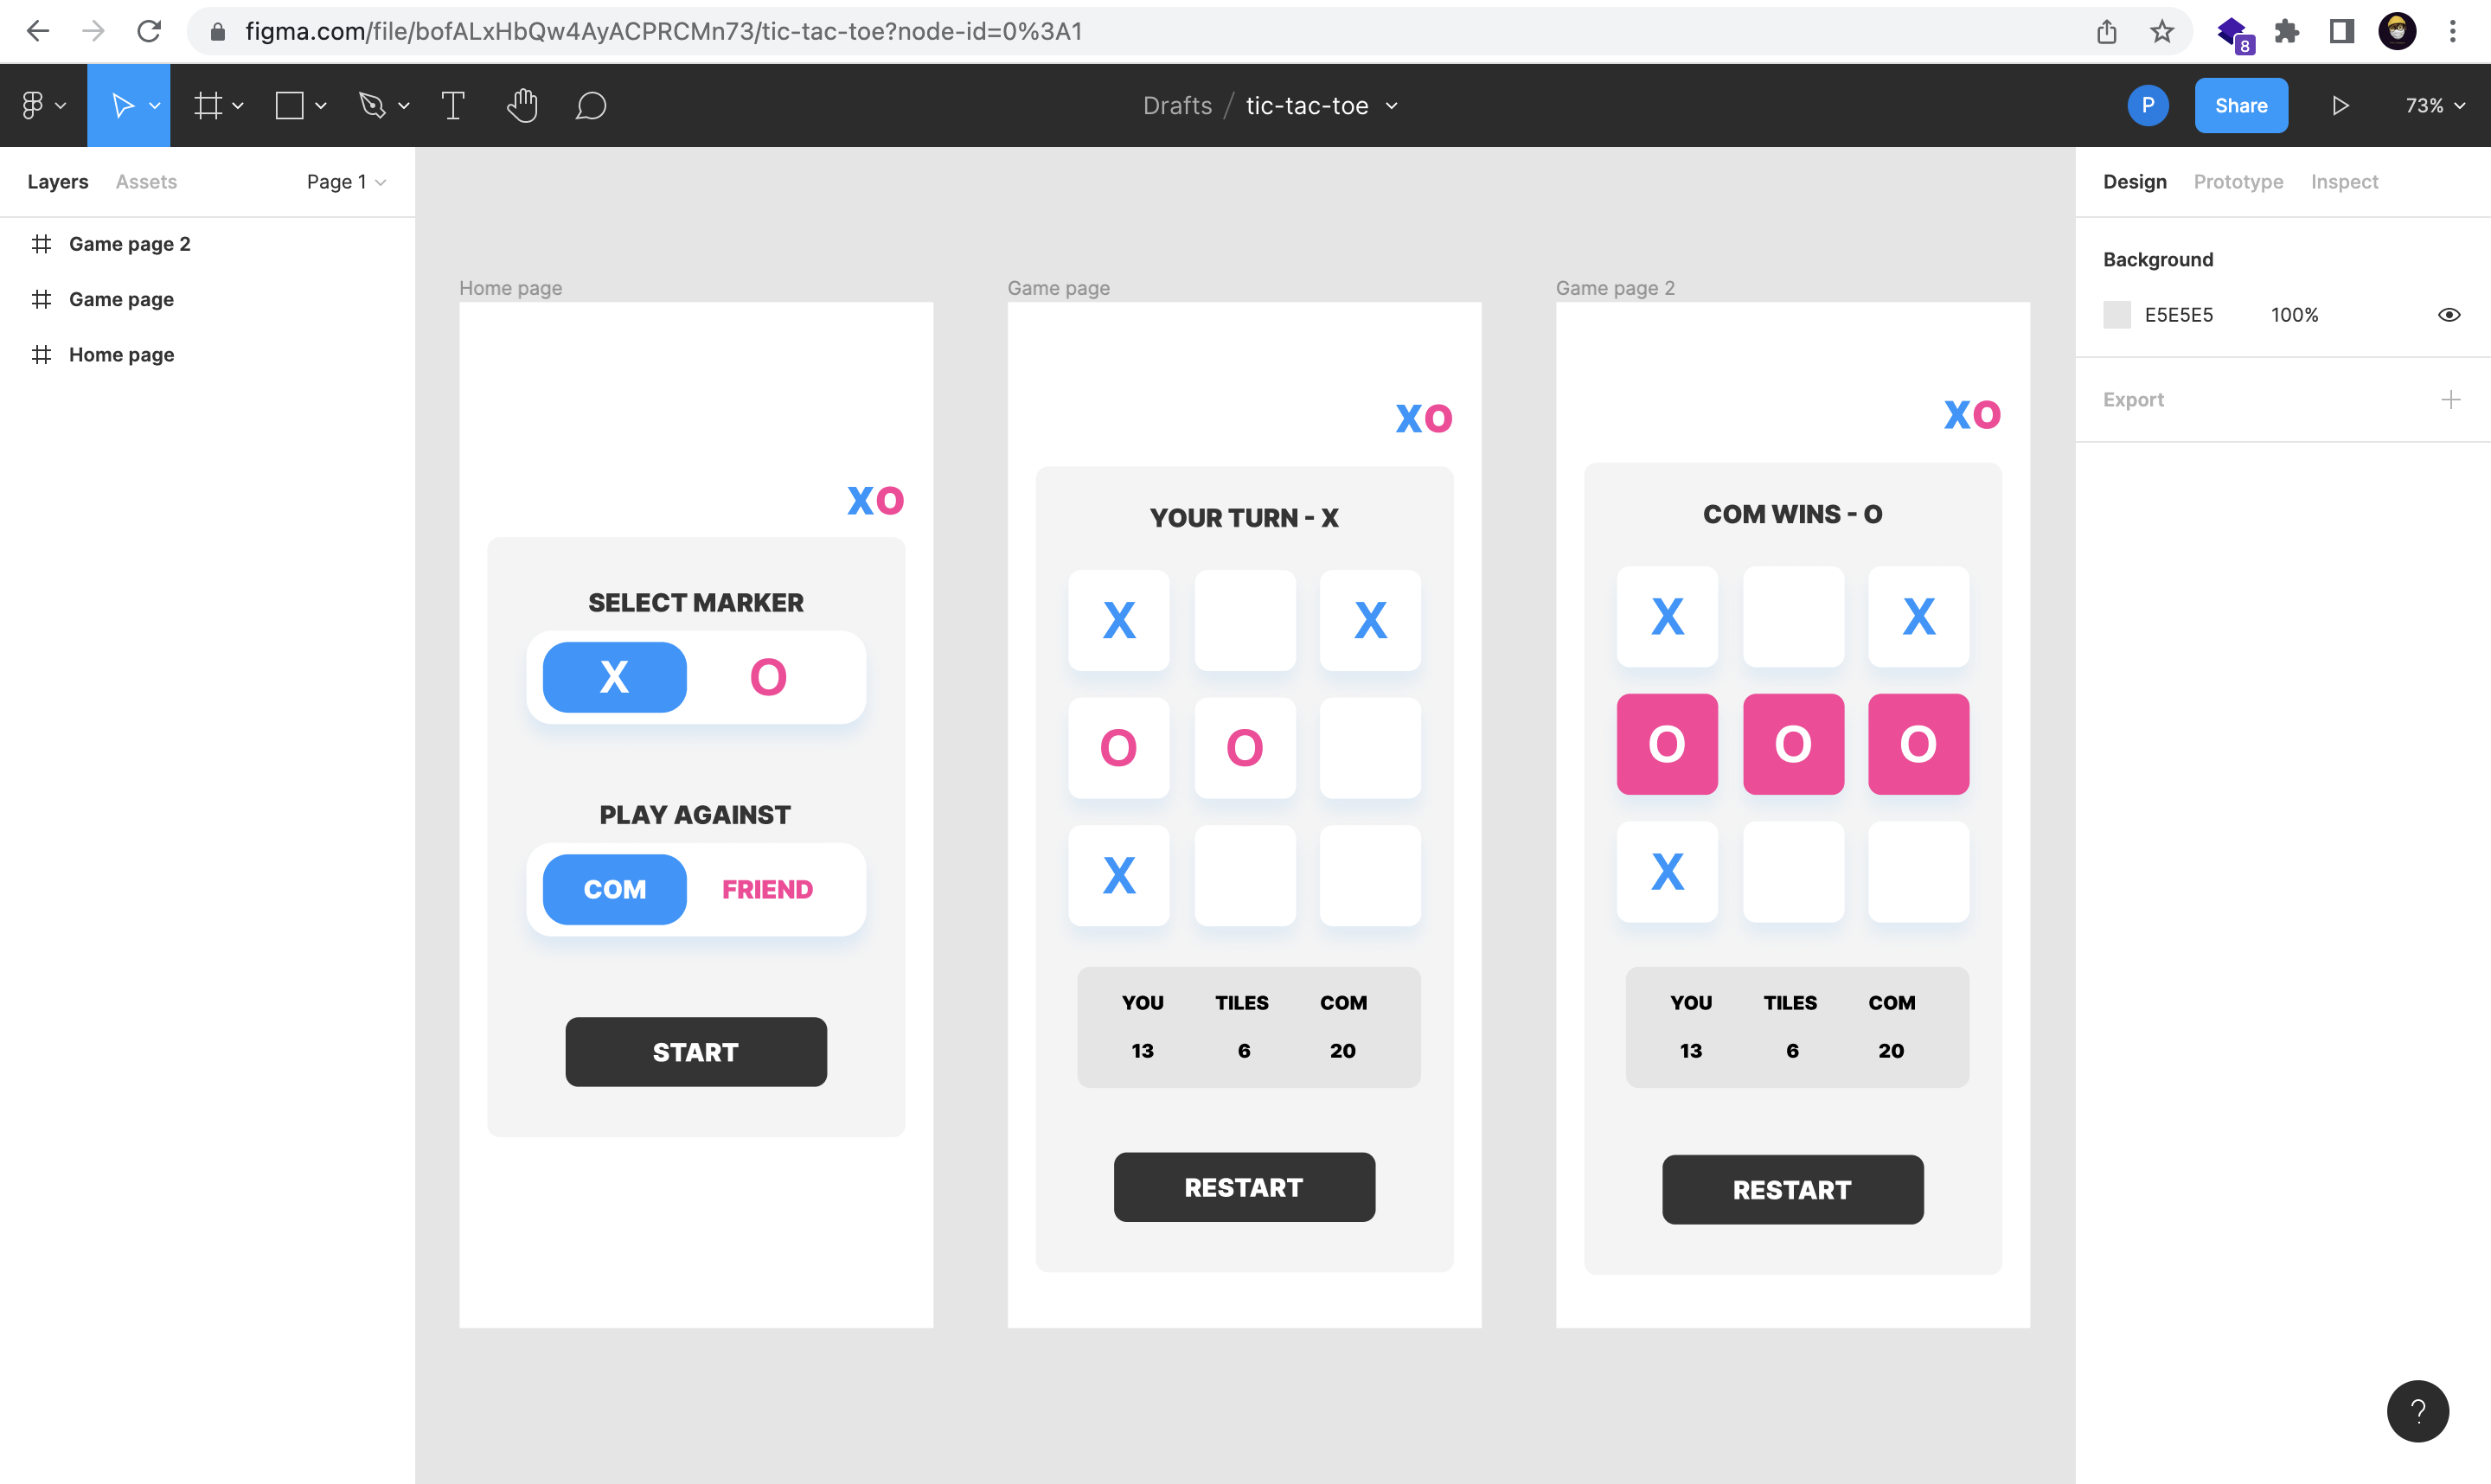 figma.com/file/bofALxHbQw4AyACPRCMn73/tic-tac-toe?node-id=0%3A1
8
Drafts / tic-tac-toe
P
Share
73%
Layers
Assets
Page 1
Game page 2
Game page
Home page
Home page
XO
SELECT MARKER
X O
PLAY AGAINST
COM FRIEND
START
Game page
XO
YOUR TURN - X
X X
O O
X
YOU TILES COM
13 6 20
RESTART
Game page 2
XO
COM WINS - O
X X
O O O
X
YOU TILES COM
13 6 20
RESTART
Design
Prototype
Inspect
Background
E5E5E5 100%
Export
?